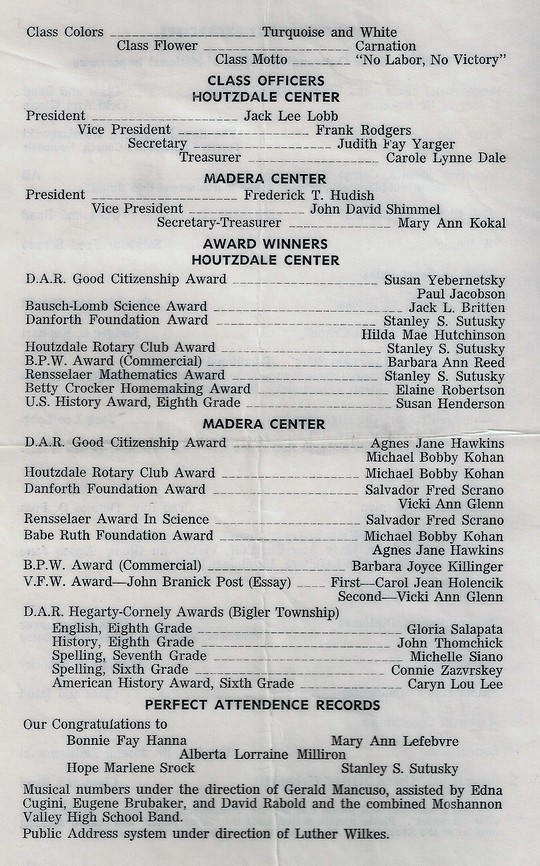 Class Colors Turquoise and White
Class Flower Carnation
Class Motto “No Labor, No Victory”
CLASS OFFICERS
HOUTZDALE CENTER
President Jack Lee Lobb
Vice President Frank Rodgers
Secretary Judith Fay Yarger
Treasurer Carole Lynne Dale
MADERA CENTER
President Frederick T. Hudish
Vice President John David Shimmel
Secretary-Treasurer Mary Ann Kokal
AWARD WINNERS
HOUTZDALE CENTER
D.A.R. Good Citizenship Award Susan Yebernetsky
Paul Jacobson
Bausch-Lomb Science Award Jack L. Britten
Danforth Foundation Award Stanley S. Sutusky
Hilda Mae Hutchinson
Houtzdale Rotary Club Award Stanley S. Sutusky
B.P.W. Award (Commercial) Barbara Ann Reed
Rensselaer Mathematics Award Stanley S. Sutusky
Betty Crocker Homemaking Award Elaine Robertson
U.S. History Award, Eighth Grade Susan Henderson
MADERA CENTER
D.A.R. Good Citizenship Award Agnes Jane Hawkins
Michael Bobby Kohan
Houtzdale Rotary Club Award Michael Bobby Kohan
Danforth Foundation Award Salvador Fred Scrano
Vicki Ann Glenn
Rensselaer Award In Science Salvador Fred Scrano
Babe Ruth Foundation Award Michael Bobby Kohan
Agnes Jane Hawkins
B.P.W. Award (Commercial) Barbara Joyce Killinger
V.F.W. Award—John Branick Post (Essay) First—Carol Jean Holencik
Second—Vicki Ann Glenn
D.A.R. Hegarty-Cornely Awards (Bigler Township)
English, Eighth Grade Gloria Salapata
History, Eighth Grade John Thomchick
Spelling, Seventh Grade Michelle Siano
Spelling, Sixth Grade Connie Zazvrskey
American History Award, Sixth Grade Caryn Lou Lee
PERFECT ATTENDENCE RECORDS
Our Congratulations to
Bonnie Fay Hanna Mary Ann Lefebvre
Alberta Lorraine Milliron
Hope Marlene Srock Stanley S. Sutusky
Musical numbers under the direction of Gerald Mancuso, assisted by Edna
Cugini, Eugene Brubaker, and David Rabold and the combined Moshannon
Valley High School Band.
Public Address system under direction of Luther Wilkes.